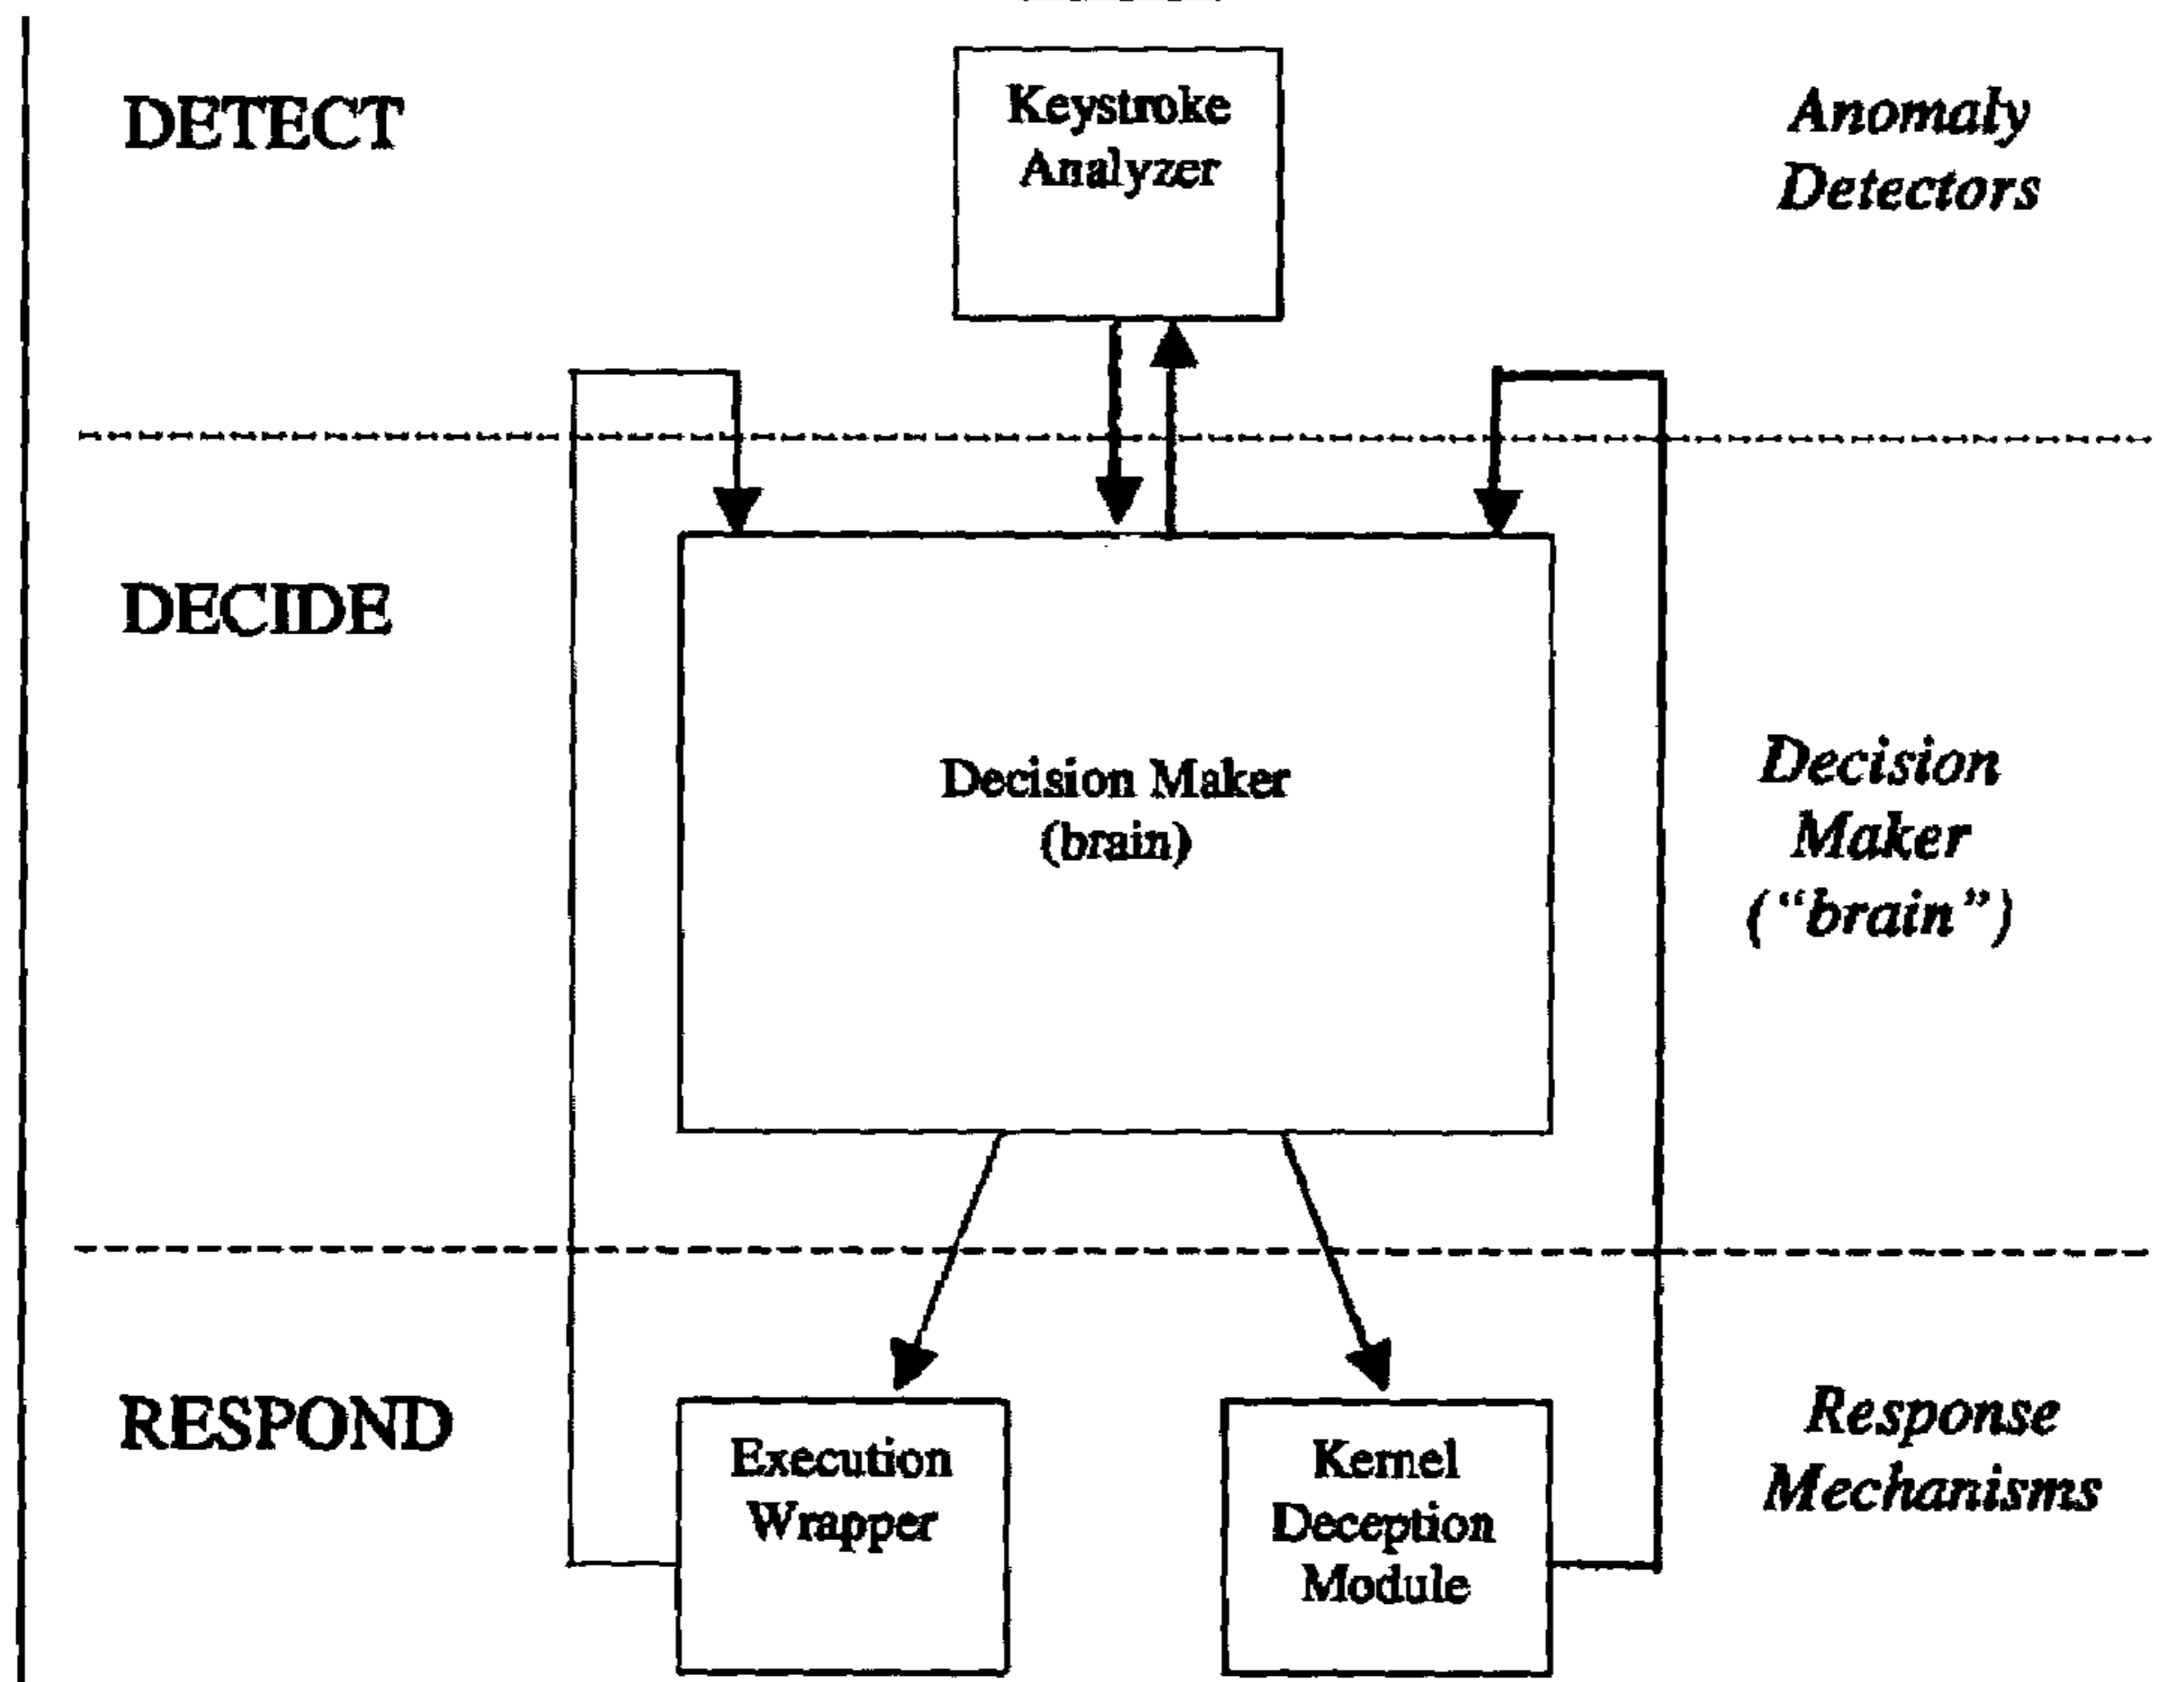 DETECT
Keystroke
Analyzer
Anomaly
Detectors
DECIDE
Decision Maker
(brain)
Decision
Maker
(“brain”)
RESPOND
Execution
Wrapper
Kernel
Deception
Module
Response
Mechanisms